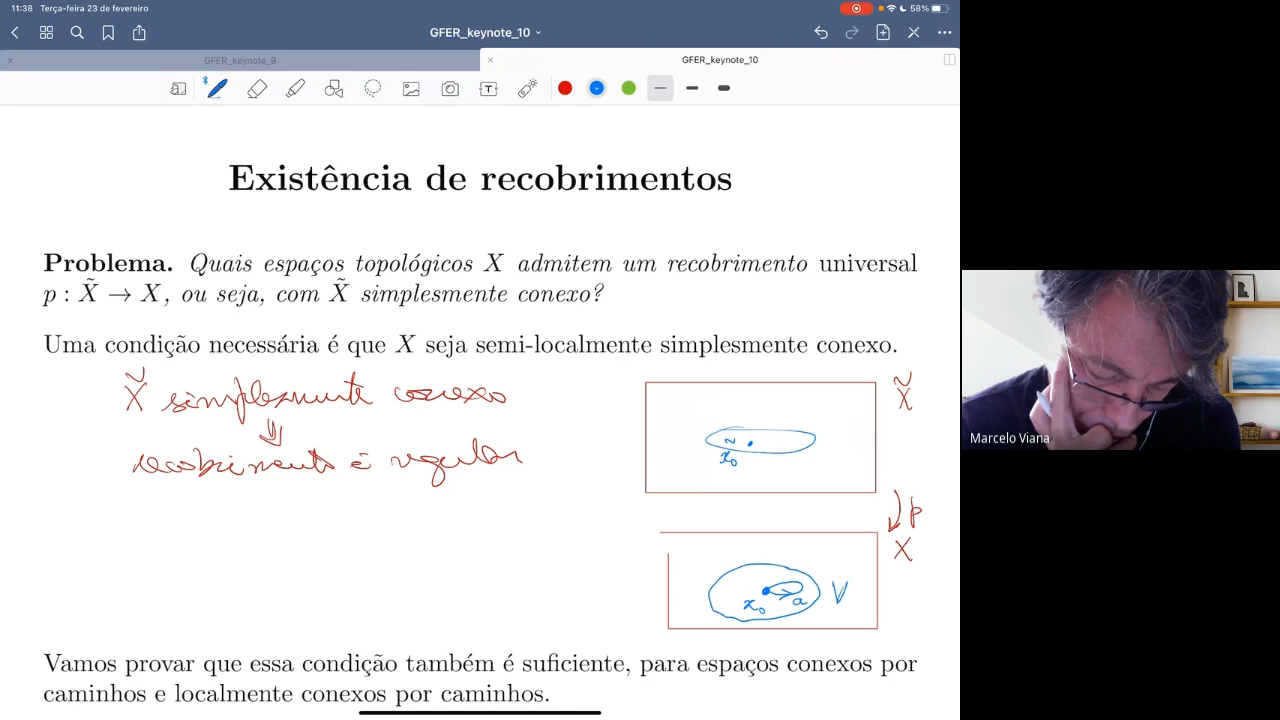 11:38 Terça-feira 23 de fevereiro
58%
GFER_keynote_10
GFER_keynote_9
GFER_keynote_10
T
Existência de recobrimentos
Problema. Quais espaços topológicos X admitem um recobrimento universal
p : X̃ → X, ou seja, com X̃ simplesmente conexo?
Uma condição necessária é que X seja semi-localmente simplesmente conexo.
X̃ simplesmente conexo
⇓
recobrimento é regular
X̃
x̃₀
p
X
x₀ a V
Vamos provar que essa condição também é suficiente, para espaços conexos por
caminhos e localmente conexos por caminhos.
Marcelo Viana